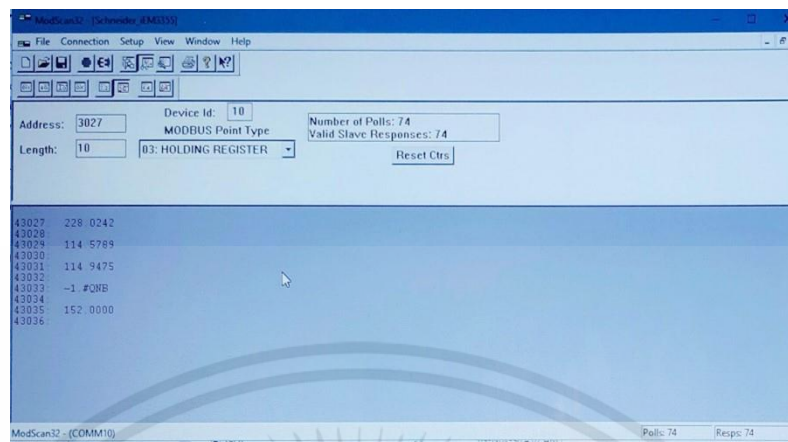 ModScan32 - [Schneider_iEM3355]
File Connection Setup View Window Help
Address: 3027
Device Id: 10
MODBUS Point Type
Length: 10
03: HOLDING REGISTER
Number of Polls: 74
Valid Slave Responses: 74
Reset Ctrs
43027: 228.0242
43028:
43029: 114.5789
43030:
43031: 114.9475
43032:
43033: -1.#QNB
43034:
43035: 152.0000
43036:
ModScan32 - (COMM10)
Polls: 74
Resps: 74